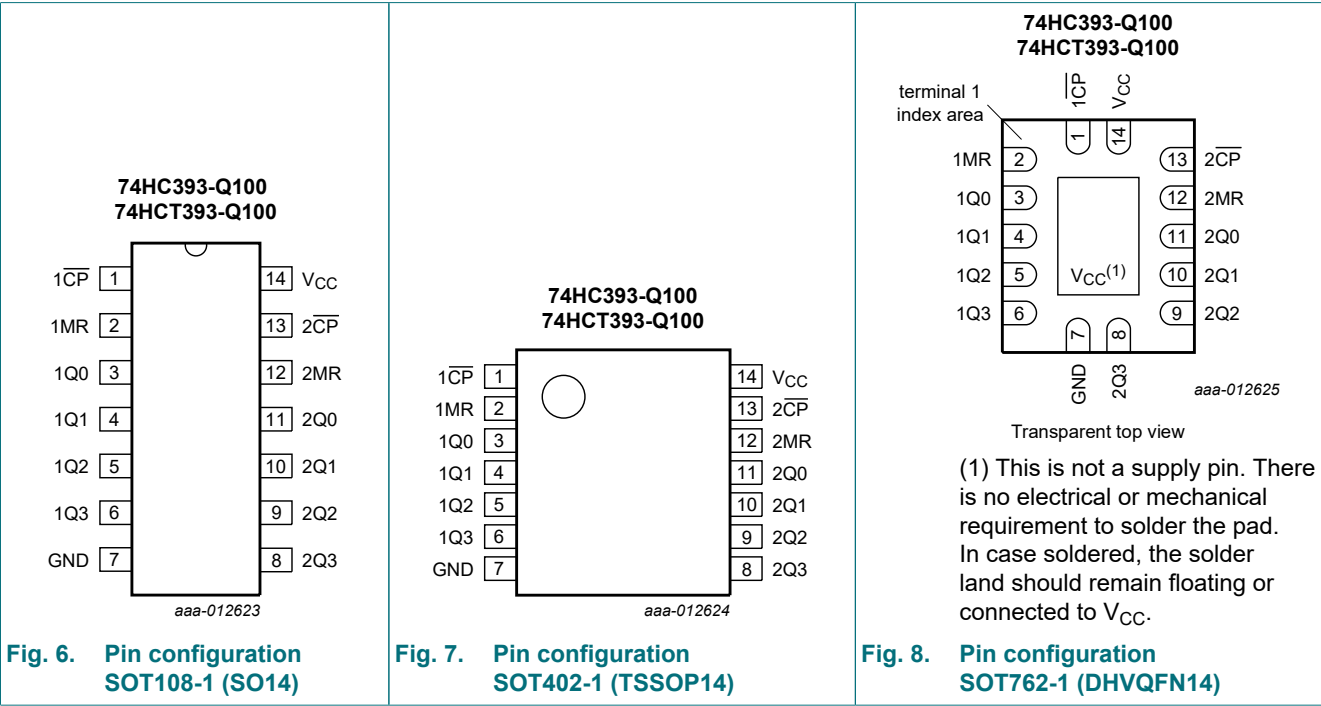 74HC393-Q100
74HCT393-Q100
1C̅P̅ 1
1MR 2
1Q0 3
1Q1 4
1Q2 5
1Q3 6
GND 7
14 VCC
13 2C̅P̅
12 2MR
11 2Q0
10 2Q1
9 2Q2
8 2Q3
aaa-012623
Fig. 6. Pin configuration
SOT108-1 (SO14)
74HC393-Q100
74HCT393-Q100
1C̅P̅ 1
1MR 2
1Q0 3
1Q1 4
1Q2 5
1Q3 6
GND 7
14 VCC
13 2C̅P̅
12 2MR
11 2Q0
10 2Q1
9 2Q2
8 2Q3
aaa-012624
Fig. 7. Pin configuration
SOT402-1 (TSSOP14)
74HC393-Q100
74HCT393-Q100
terminal 1
index area
1̅C̅P̅ 1
VCC 14
1MR 2
1Q0 3
1Q1 4
1Q2 5
1Q3 6
13 2C̅P̅
12 2MR
11 2Q0
10 2Q1
9 2Q2
VCC(1)
7 GND
8 2Q3
aaa-012625
Transparent top view
(1) This is not a supply pin. There
is no electrical or mechanical
requirement to solder the pad.
In case soldered, the solder
land should remain floating or
connected to VCC.
Fig. 8. Pin configuration
SOT762-1 (DHVQFN14)